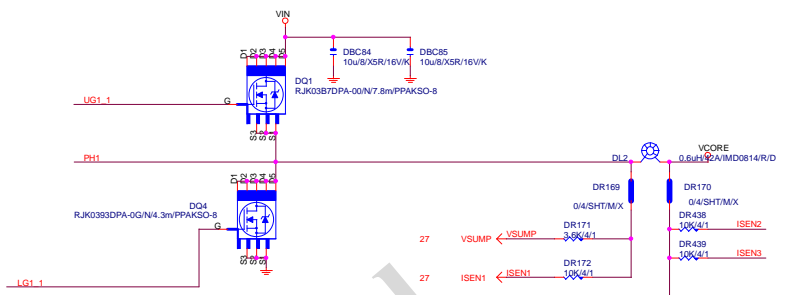 VIN
D1
D2
D3
D4
D5
DBC84
10u/8/X5R/16V/K
DBC85
10u/8/X5R/16V/K
DQ1
RJK03B7DPA-00/N/7.8m/PPAKSO-8
UG1_1
G
S3
S2
S1
PH1
DL2
VCORE
0.6uH/42A/IMD0814/R/D
D1
D2
D3
D4
D5
DQ4
RJK0393DPA-0G/N/4.3m/PPAKSO-8
G
S3
S2
S1
LG1_1
DR169
0/4/SHT/M/X
DR170
0/4/SHT/M/X
DR171
3.6K/4/1
27
VSUMP
VSUMP
DR172
10K/4/1
27
ISEN1
ISEN1
DR438
10K/4/1
ISEN2
DR439
10K/4/1
ISEN3